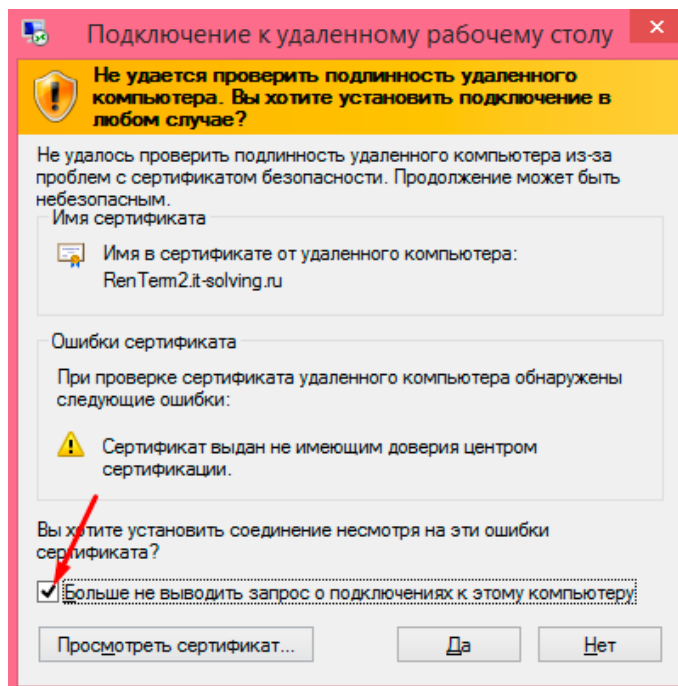 Подключение к удаленному рабочему столу
Не удается проверить подлинность удаленного
компьютера. Вы хотите установить подключение в
любом случае?
Не удалось проверить подлинность удаленного компьютера из-за
проблем с сертификатом безопасности. Продолжение может быть
небезопасным.
Имя сертификата
Имя в сертификате от удаленного компьютера:
RenTerm2.it-solving.ru
Ошибки сертификата
При проверке сертификата удаленного компьютера обнаружены
следующие ошибки:
Сертификат выдан не имеющим доверия центром
сертификации.
Вы хотите установить соединение несмотря на эти ошибки
сертификата?
Больше не выводить запрос о подключениях к этому компьютеру
Просмотреть сертификат... Да Нет